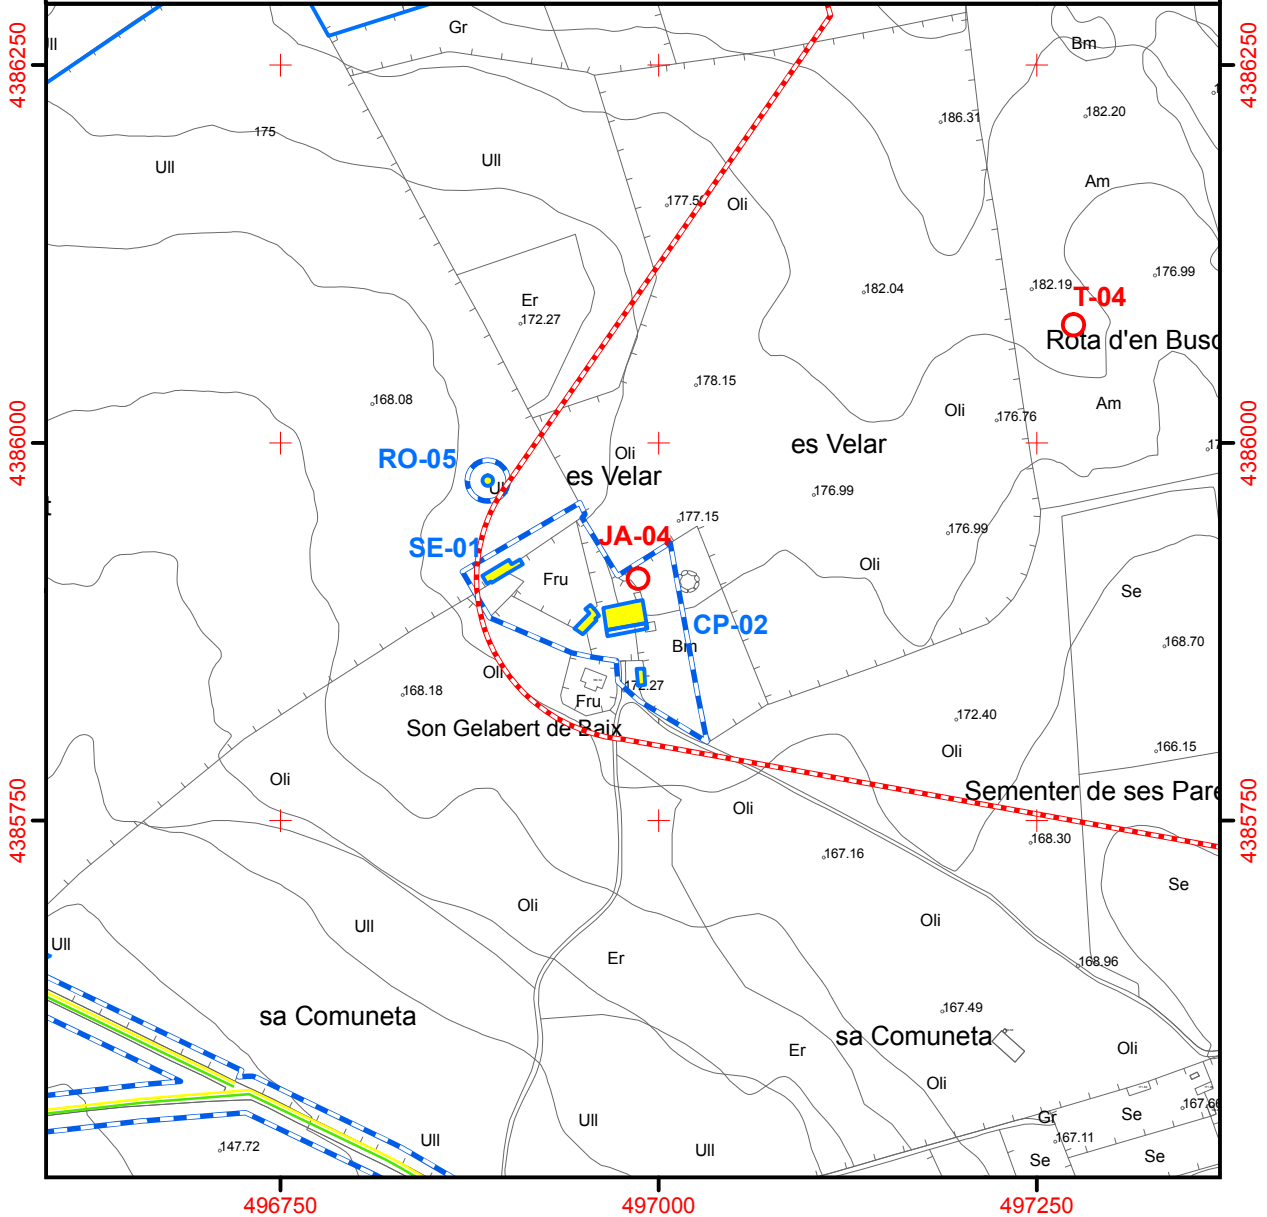 Gr
Bm
4386250
4386250
175
186.31
182.20
Ull
Ull
Am
Oli
182.04
182.19
176.99
T-04
Er
172.27
Rota d'en Busc
178.15
168.08
Oli
176.76
Am
4386000
4386000
es Velar
Oli
RO-05
es Velar
176.99
177.15
176.99
JA-04
SE-01
Oli
Fru
Se
CP-02
Bm
168.70
Oli
168.18
Fru
172.27
172.40
Son Gelabert de Baix
Oli
166.15
Oli
Sementer de ses Pare
Oli
4385750
4385750
168.30
167.16
Se
Oli
Oli
Ull
Ull
Er
168.96
167.49
sa Comuneta
sa Comuneta
Er
Oli
Oli
Gr
Se
Ull
Ull
167.11
147.72
Ull
Se
Se
496750
497000
497250